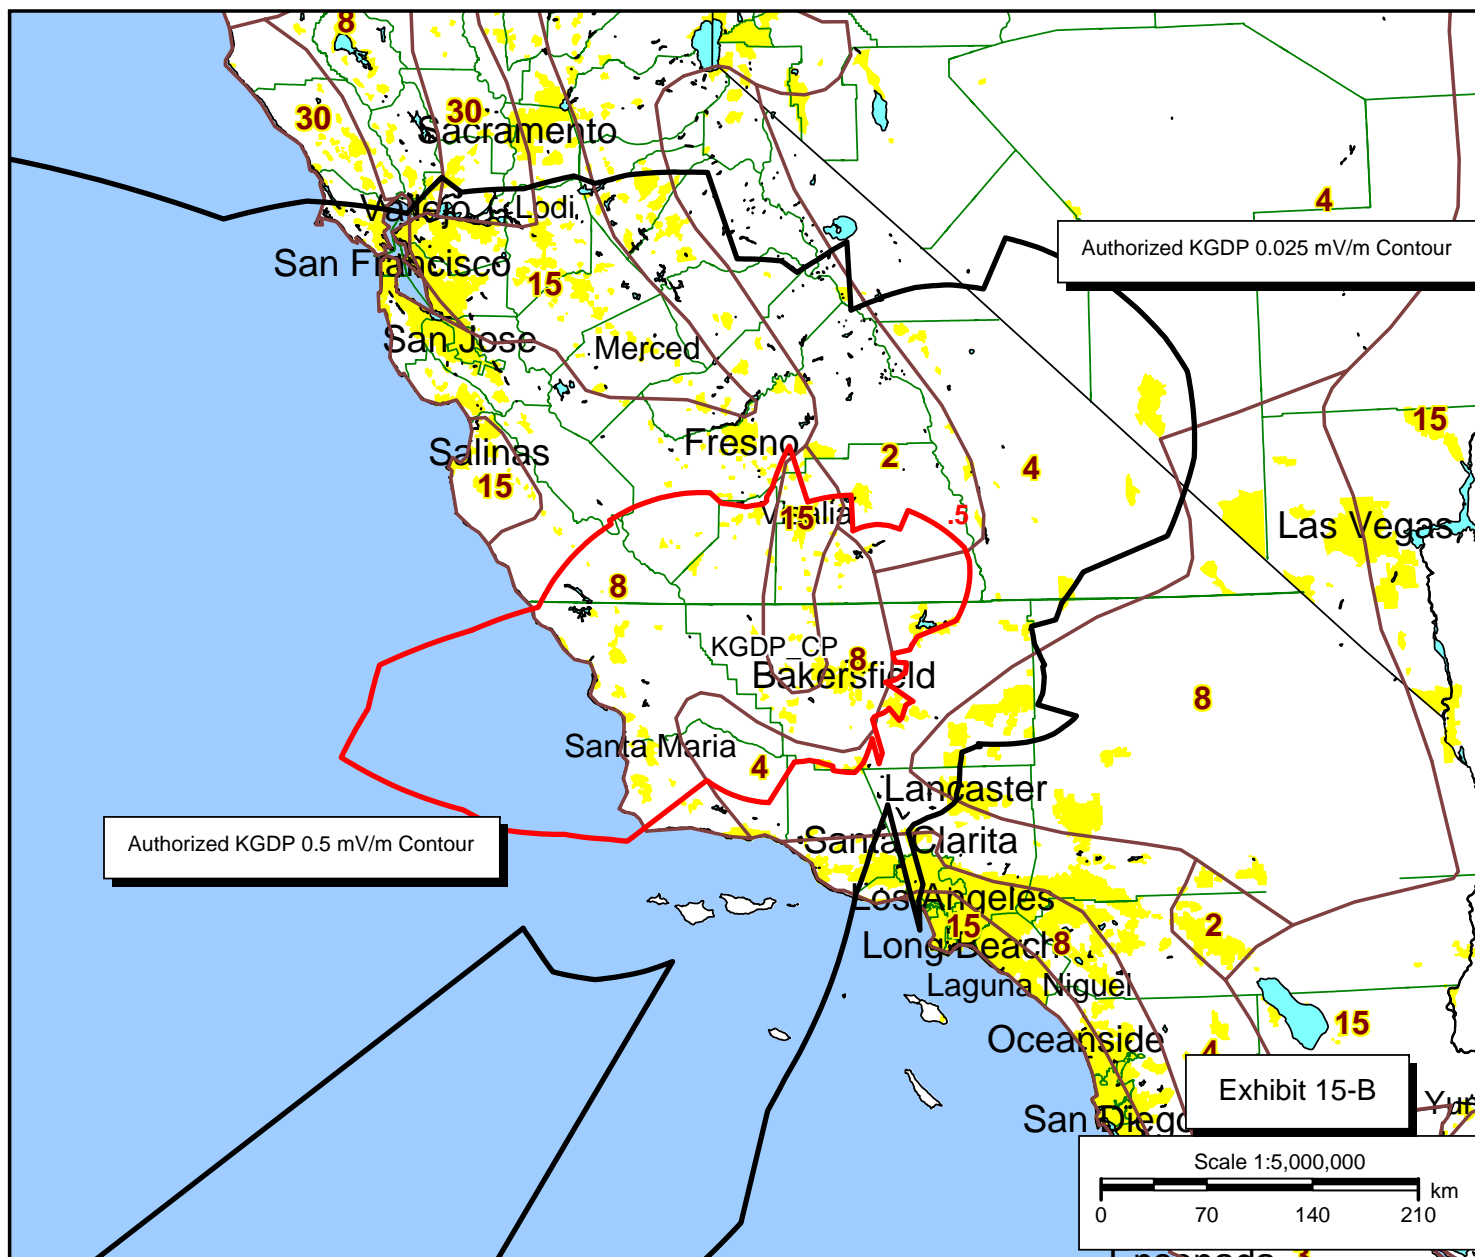 8
30
30
Sacramento
Vallejo
Lodi
4
Authorized KGDP 0.025 mV/m Contour
San Francisco
15
San Jose
Merced
15
Fresno
Salinas
2
4
15
15
Visalia
.5
Las Vegas
8
KGDP_CP
8
Bakersfield
8
Santa Maria
4
Lancaster
Authorized KGDP 0.5 mV/m Contour
Santa Clarita
Los Angeles
15
2
Long Beach
8
Laguna Niguel
15
Oceanside
4
Exhibit 15-B
San Diego
Scale 1:5,000,000
km
0 70 140 210